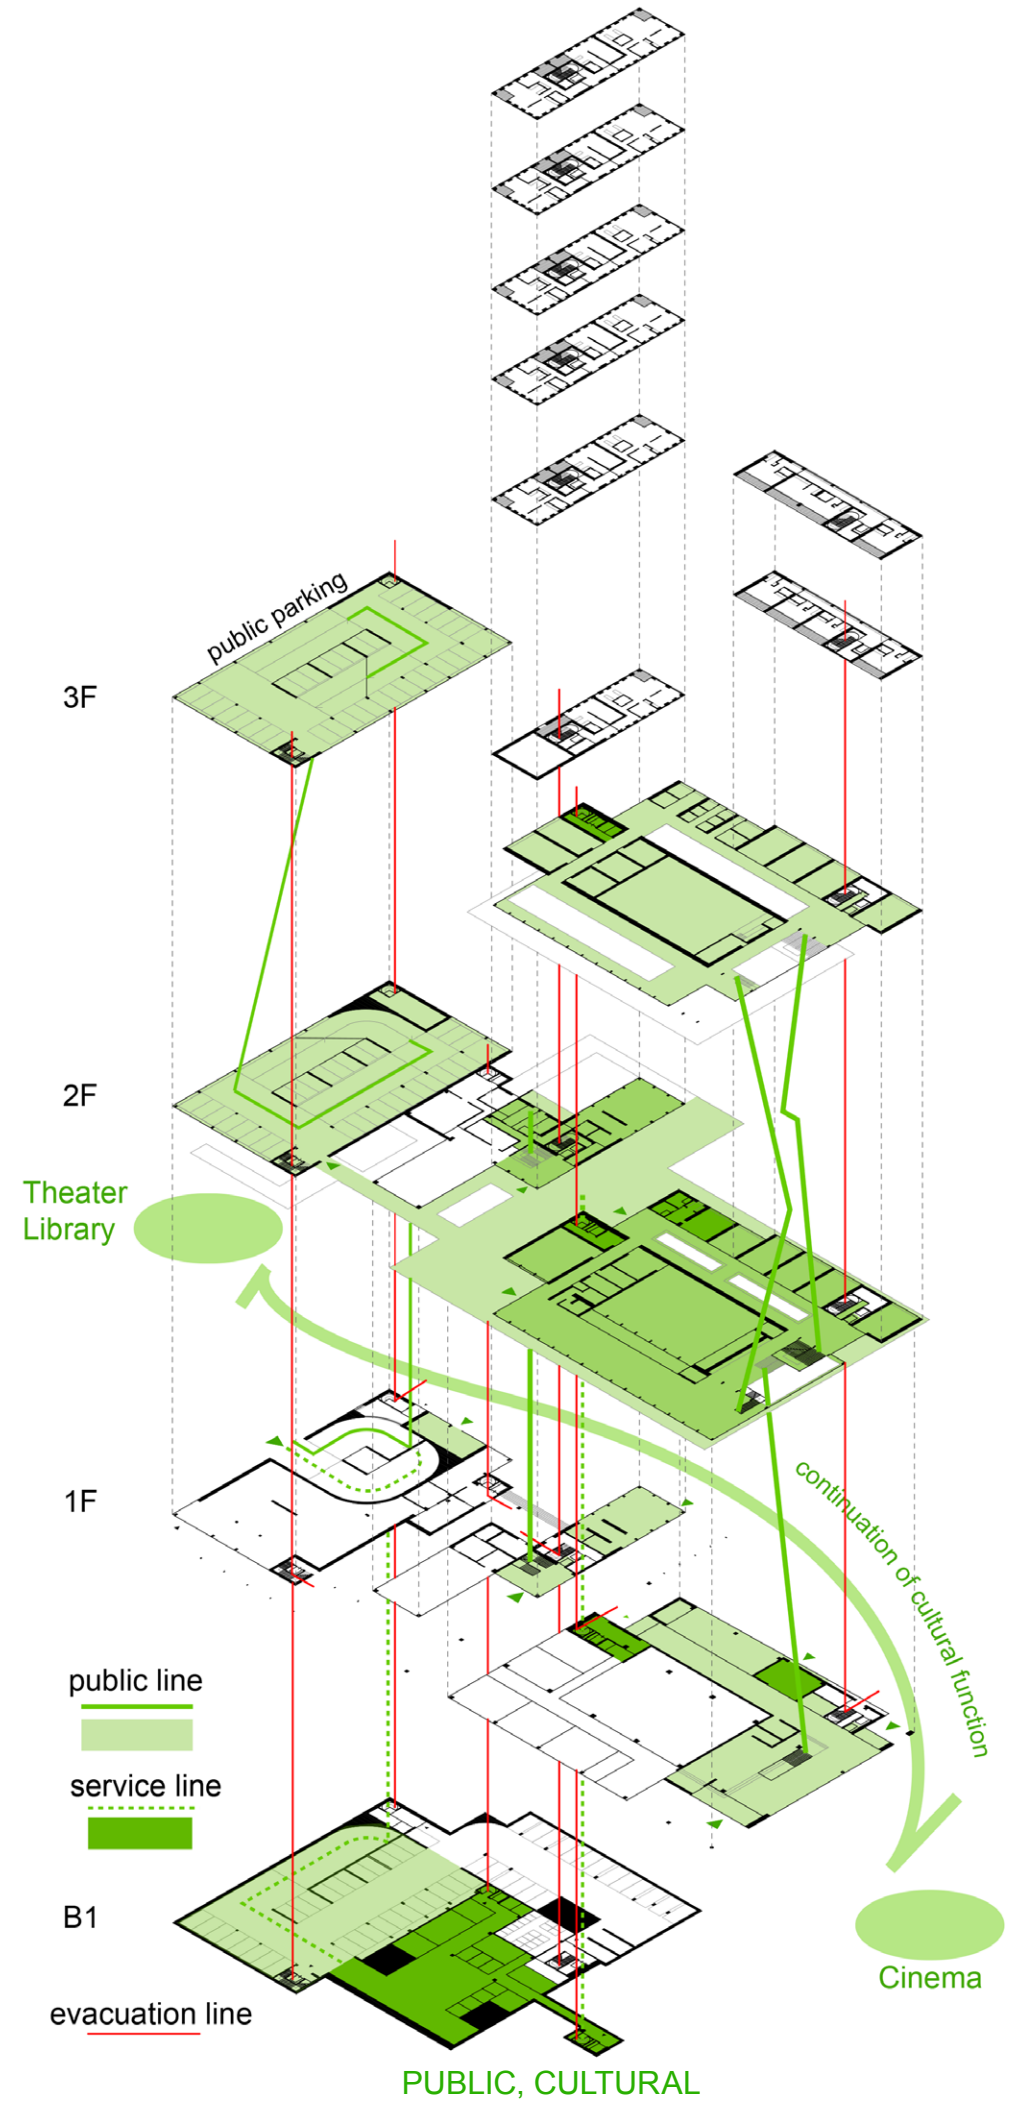 public parking
3F
2F
Theater
Library
1F
continuation of cultural function
public line
service line
B1
Cinema
evacuation line
PUBLIC, CULTURAL